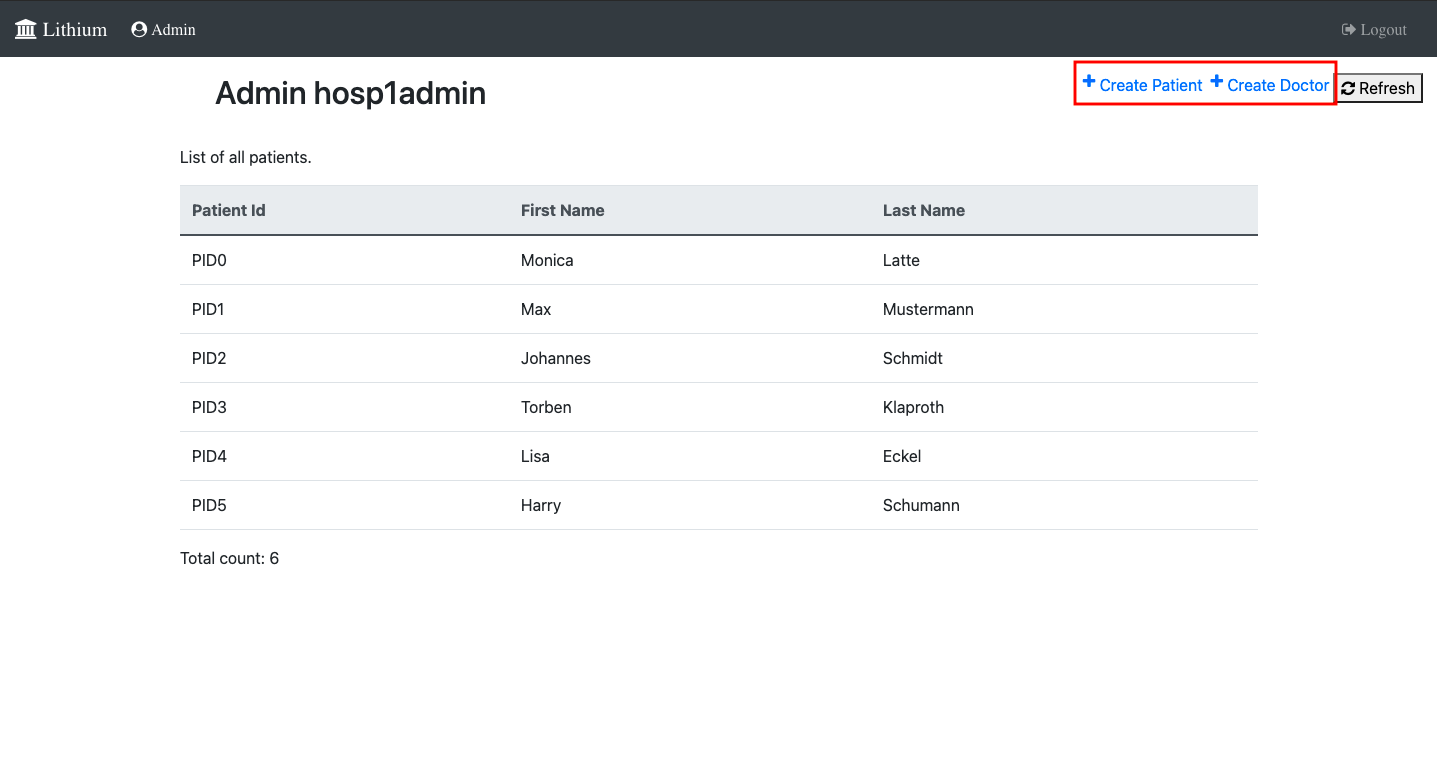 Lithium Admin Logout
Admin hosp1admin
Create Patient Create Doctor Refresh
List of all patients.
Patient Id First Name Last Name
PID0 Monica Latte
PID1 Max Mustermann
PID2 Johannes Schmidt
PID3 Torben Klaproth
PID4 Lisa Eckel
PID5 Harry Schumann
Total count: 6